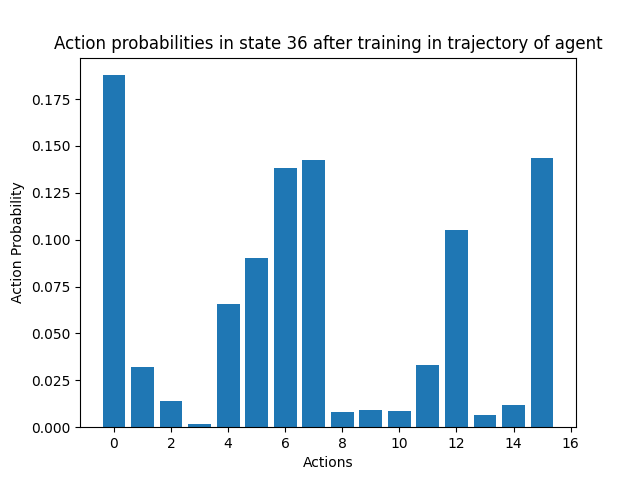 Action probabilities in state 36 after training in trajectory of agent
0.175
0.150
0.125
0.100
0.075
0.050
0.025
0.000
Action Probability
0 2 4 6 8 10 12 14 16
Actions